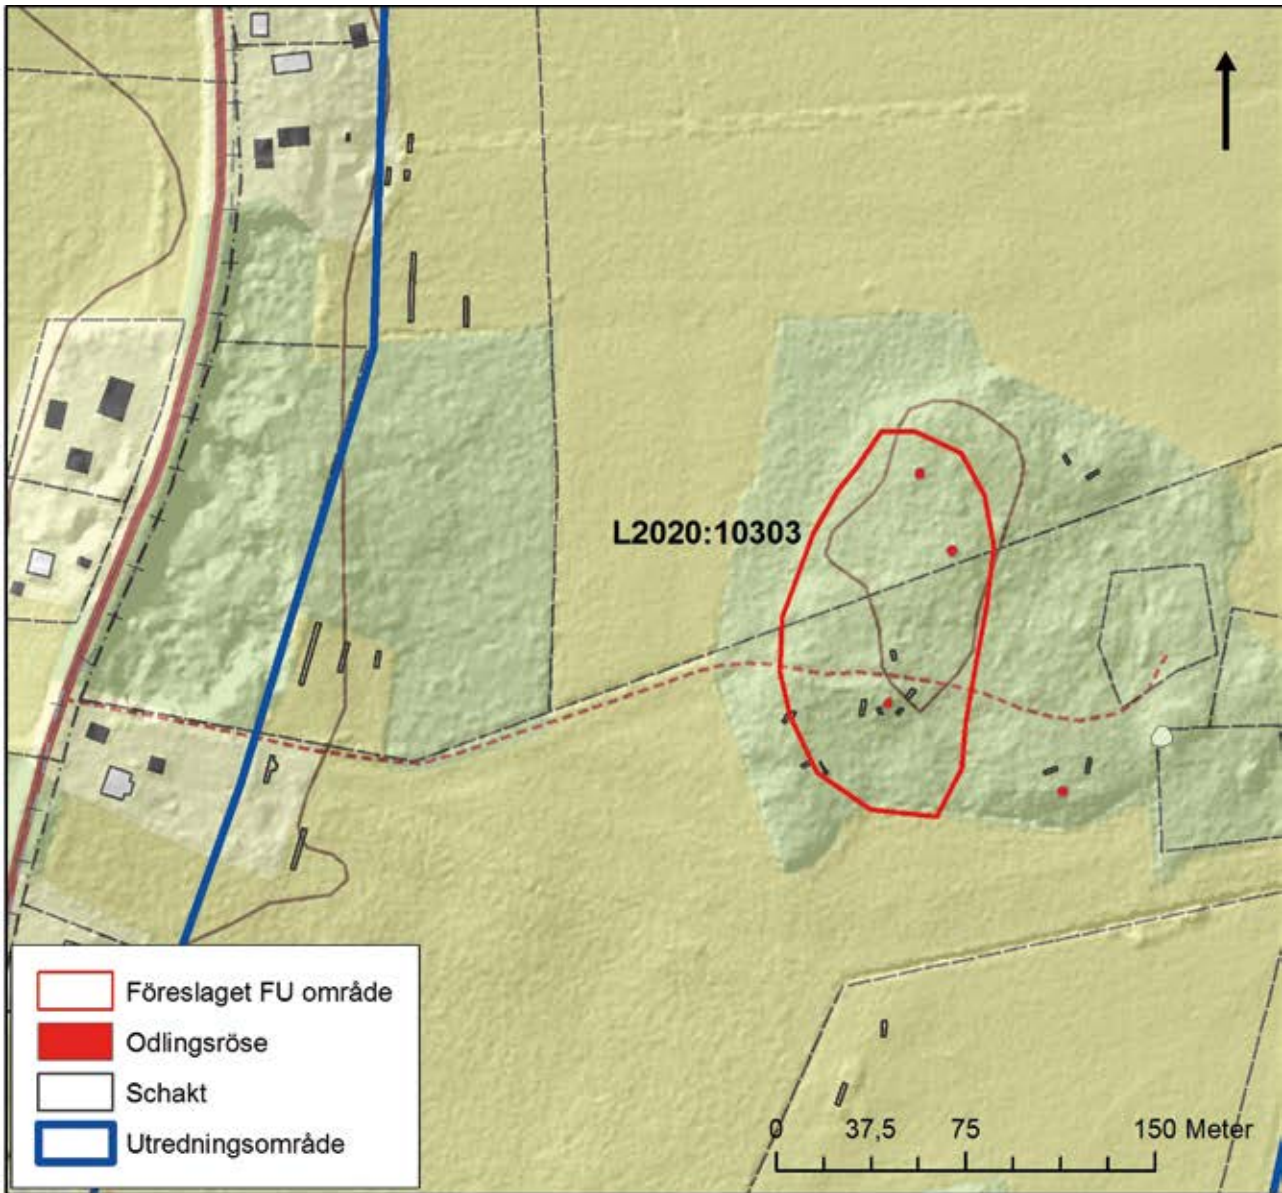 L2020:10303
Föreslaget FU område
Odlingsröse
Schakt
Utredningsområde
0 37,5 75 150 Meter